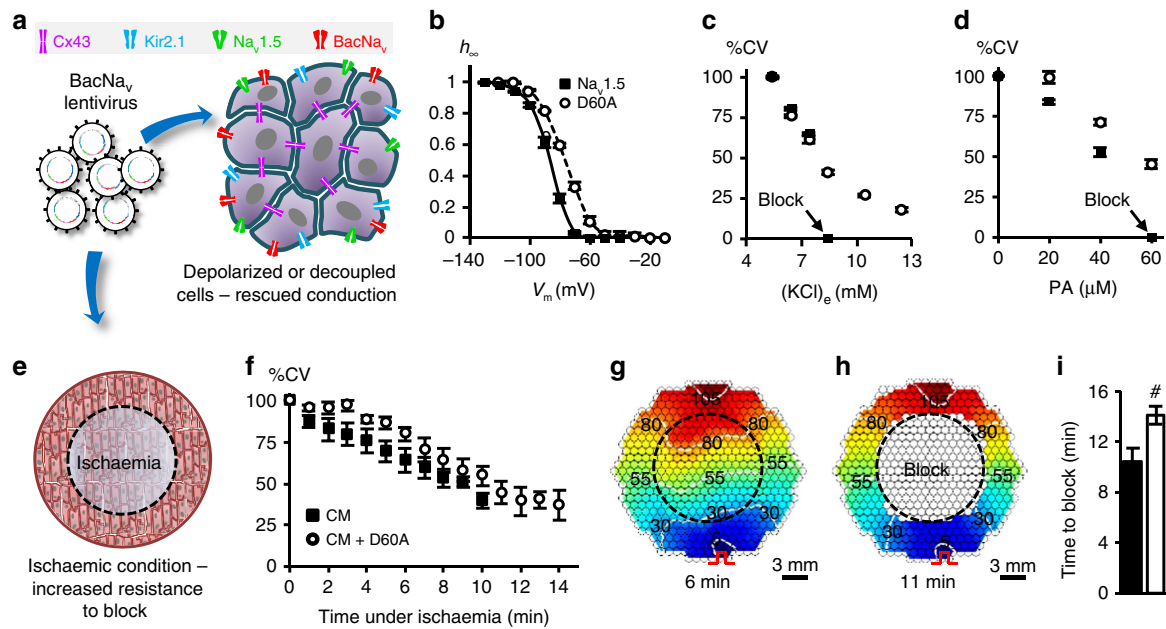 a
Cx43 Kir2.1 Nav1.5 BacNav
BacNav
lentivirus
Depolarized or decoupled
cells – rescued conduction
b
h∞
Nav1.5
D60A
1
0.8
0.6
0.4
0.2
0
−140 −100 −60 −20
Vm (mV)
c
%CV
100
75
50
25
0
Block
4 7 10 13
(KCl)e (mM)
d
%CV
100
75
50
25
0
Block
0 20 40 60
PA (μM)
e
Ischaemia
Ischaemic condition –
increased resistance
to block
f
%CV
100
75
50
25
0
CM
CM + D60A
0 2 4 6 8 10 12 14
Time under ischaemia (min)
g
105
80 80
80
55 55 55
30 30
5
6 min 3 mm
h
105
80 80
Block
55 55
30 30
5
11 min 3 mm
i
#
16
12
8
4
0
Time to block (min)